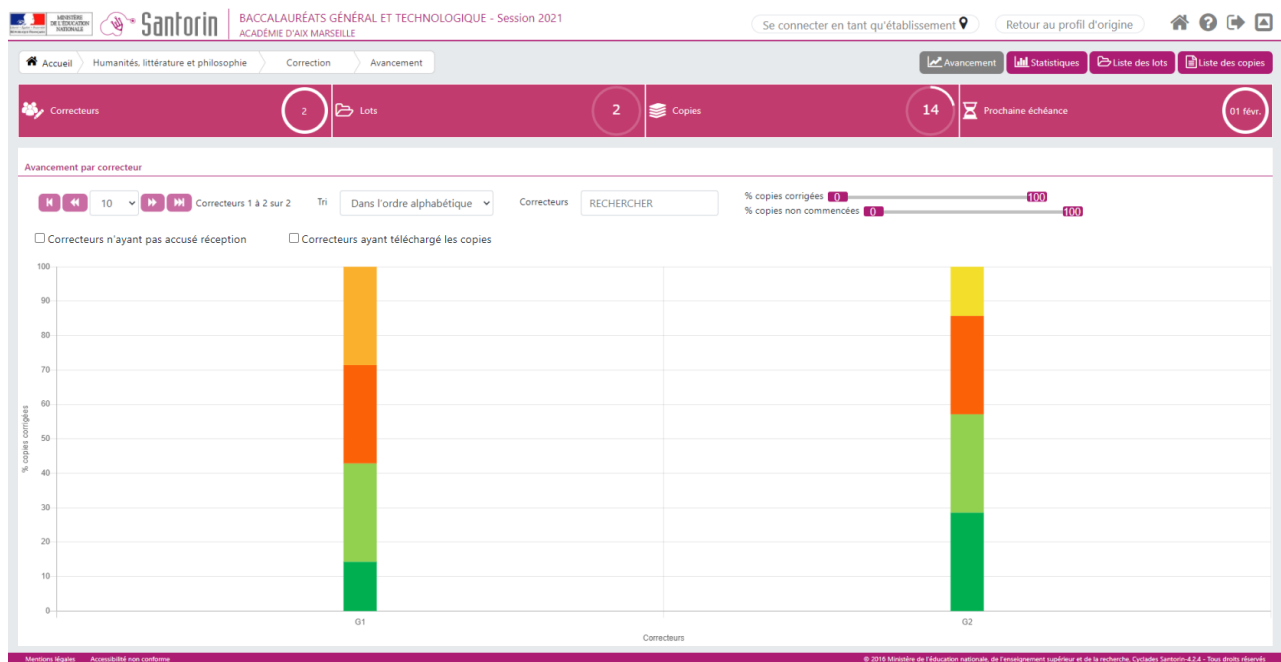 MINISTÈRE
DE L'ÉDUCATION
NATIONALE
Santorin
BACCALAURÉATS GÉNÉRAL ET TECHNOLOGIQUE - Session 2021
ACADÉMIE D'AIX MARSEILLE
Se connecter en tant qu'établissement
Retour au profil d'origine
Accueil Humanités, littérature et philosophie Correction Avancement
Avancement Statistiques Liste des lots Liste des copies
Correcteurs 2 Lots 2 Copies 14 Prochaine échéance 01 févr.
Avancement par correcteur
10 Correcteurs 1 à 2 sur 2 Tri Dans l'ordre alphabétique Correcteurs RECHERCHER
% copies corrigées 0 100
% copies non commencées 0 100
Correcteurs n'ayant pas accusé réception Correcteurs ayant téléchargé les copies
100
90
80
70
60
50
40
30
20
10
0
% copies corrigées
G1 G2
Correcteurs
Mentions légales Accessibilité non conforme © 2016 Ministère de l'éducation nationale, de l'enseignement supérieur et de la recherche, Cyclades Santorin-4.2.4 - Tous droits réservés